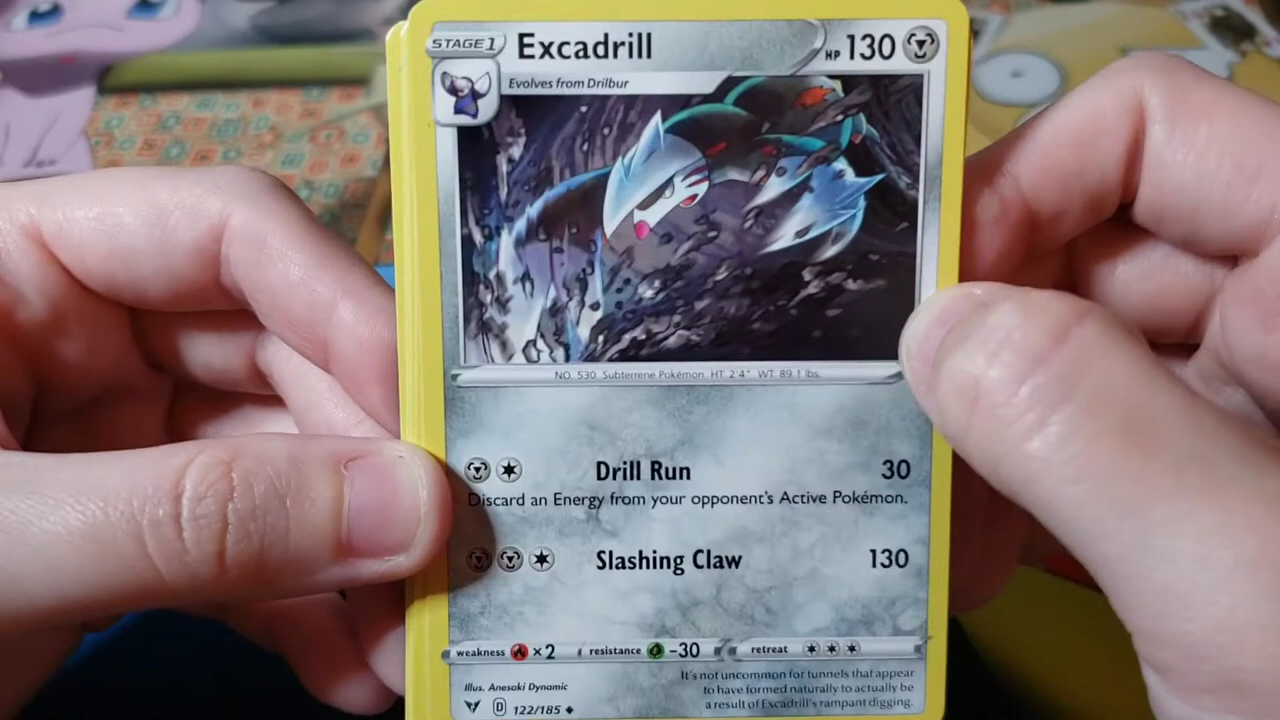 STAGE 1 Excadrill HP 130
Evolves from Drilbur
NO. 530 Subterrene Pokémon HT 2'4" WT 89.1 lbs.
Drill Run 30
Discard an Energy from your opponent's Active Pokémon.
Slashing Claw 130
weakness ×2 resistance -30 retreat
Illus. Anesaki Dynamic
It's not uncommon for tunnels that appear
to have formed naturally to actually be
a result of Excadrill's rampant digging.
D 122/185